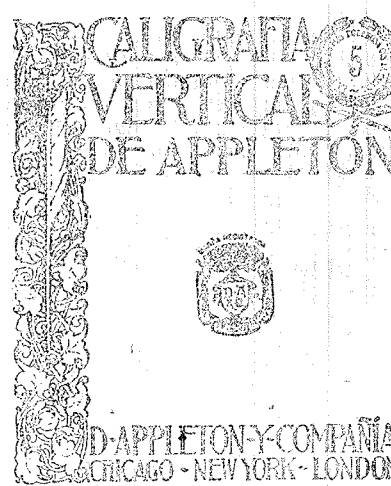 CALIGRAFIA
VERTICAL
DE APPLETON
5
D·APPLETON·Y·COMPAÑIA
CHICAGO - NEW YORK - LONDON